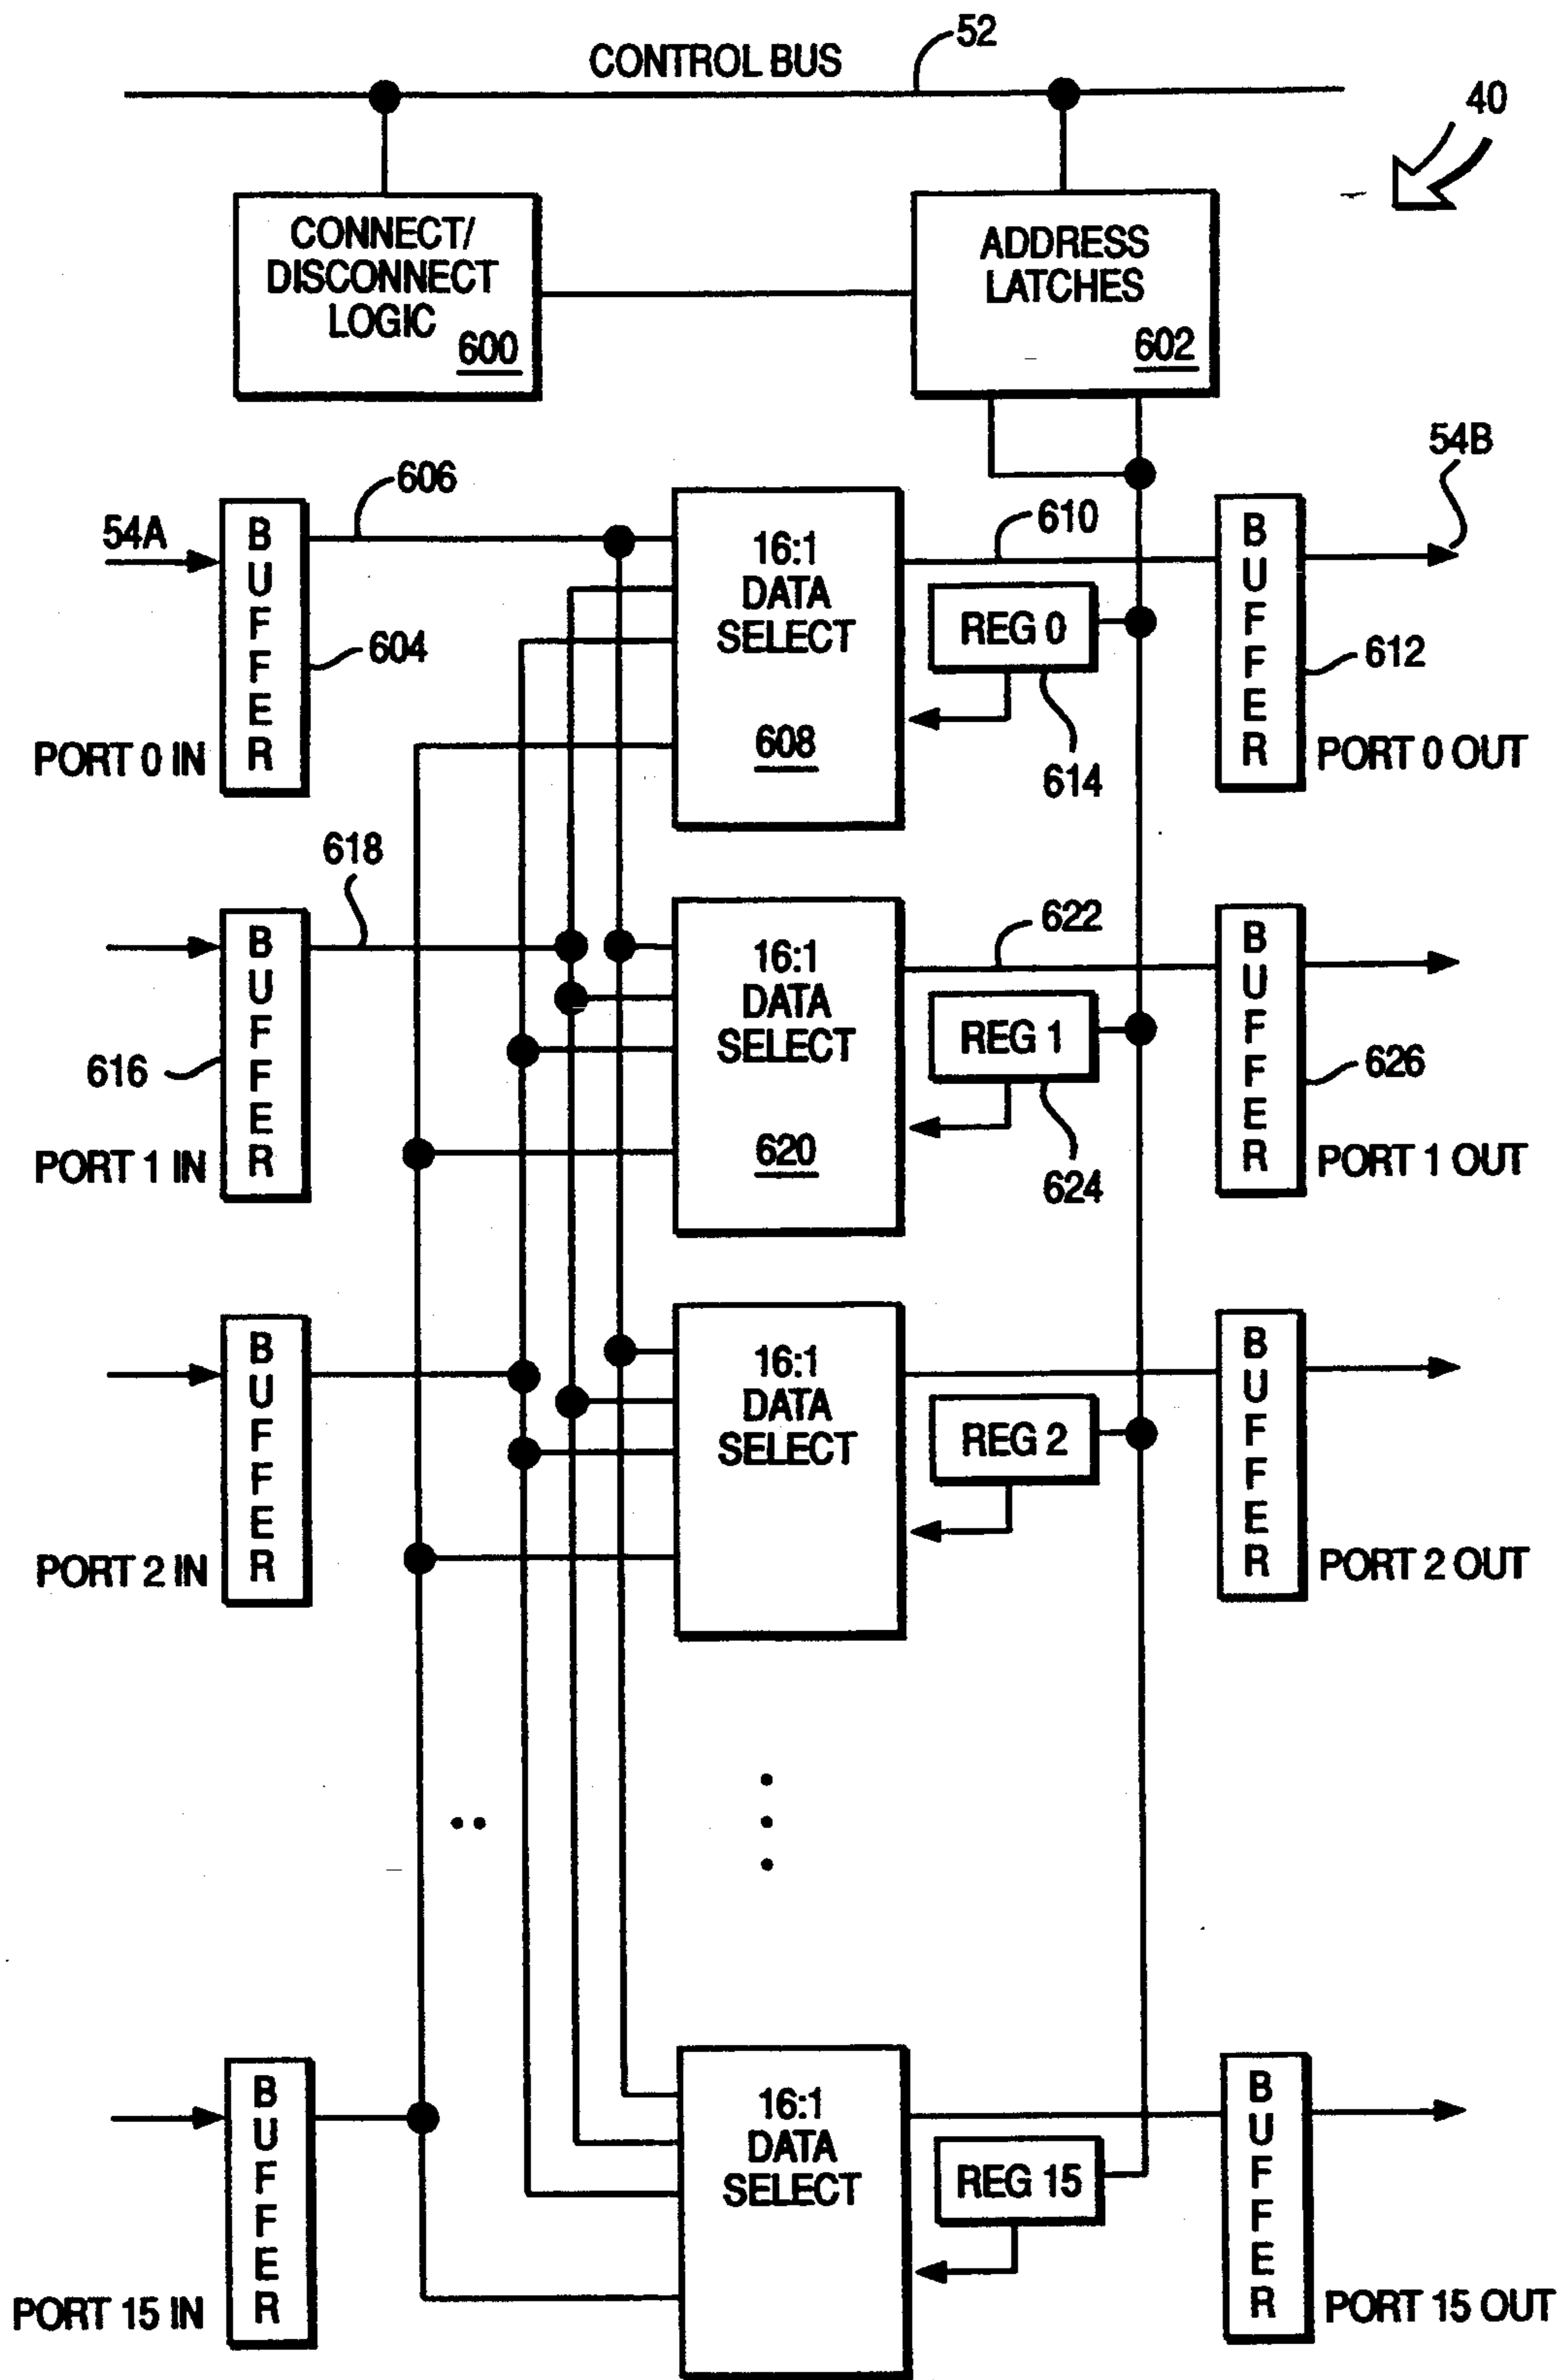 52
CONTROL BUS
40
CONNECT/
DISCONNECT
LOGIC
600
ADDRESS
LATCHES
602
54B
606
54A
BUFFER
604
PORT 0 IN
16:1
DATA
SELECT
608
610
REG 0
614
BUFFER
612
PORT 0 OUT
618
BUFFER
616
PORT 1 IN
16:1
DATA
SELECT
620
622
REG 1
624
BUFFER
626
PORT 1 OUT
BUFFER
PORT 2 IN
16:1
DATA
SELECT
REG 2
BUFFER
PORT 2 OUT
BUFFER
PORT 15 IN
16:1
DATA
SELECT
REG 15
BUFFER
PORT 15 OUT